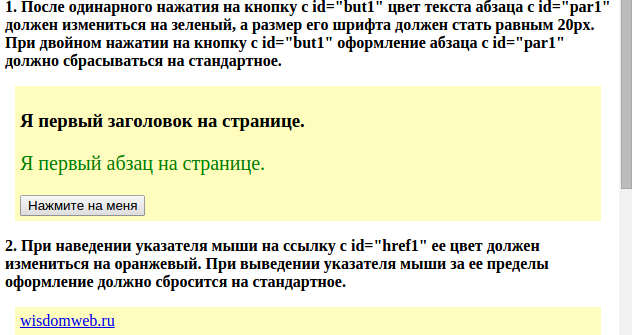 1. После одинарного нажатия на кнопку с id="but1" цвет текста абзаца с id="par1"
должен измениться на зеленый, а размер его шрифта должен стать равным 20px.
При двойном нажатии на кнопку с id="but1" оформление абзаца с id="par1"
должно сбрасываться на стандартное.
Я первый заголовок на странице.
Я первый абзац на странице.
Нажмите на меня
2. При наведении указателя мыши на ссылку с id="href1" ее цвет должен
измениться на оранжевый. При выведении указателя мыши за ее пределы
оформление должно сбросится на стандартное.
wisdomweb.ru